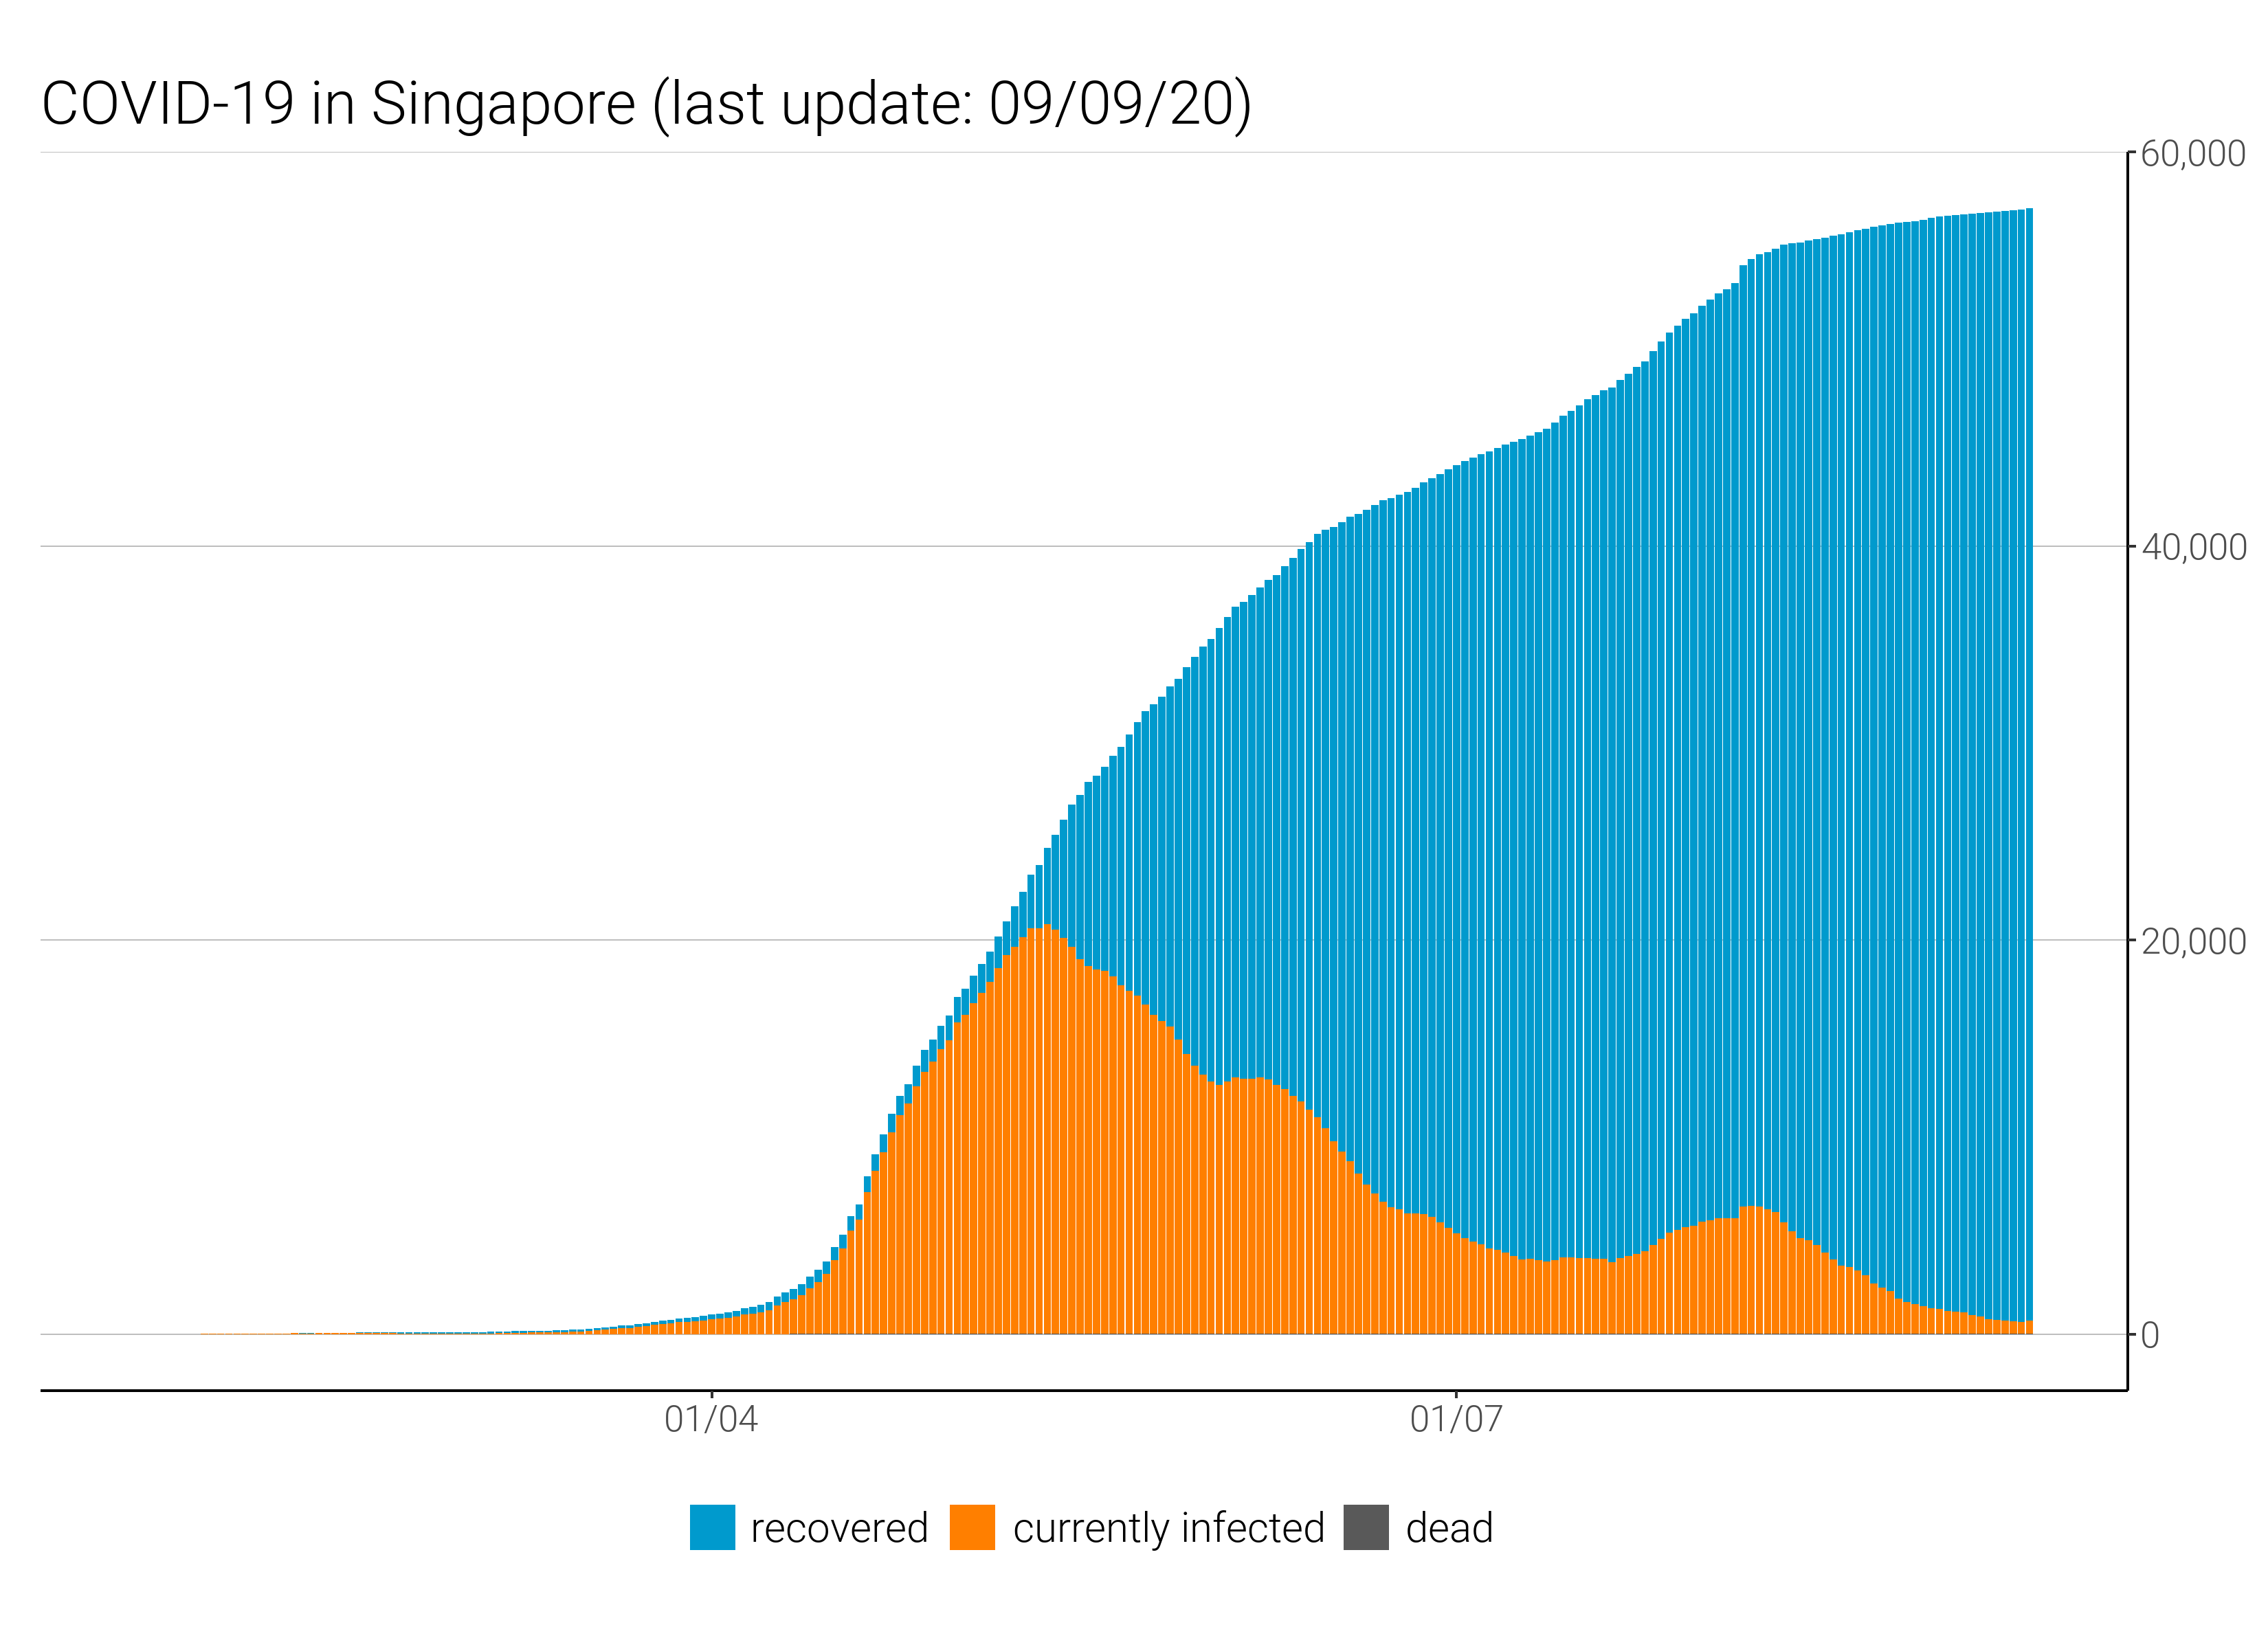 COVID-19 in Singapore (last update: 09/09/20)
60,000
40,000
20,000
0
01/04 01/07
recovered currently infected dead